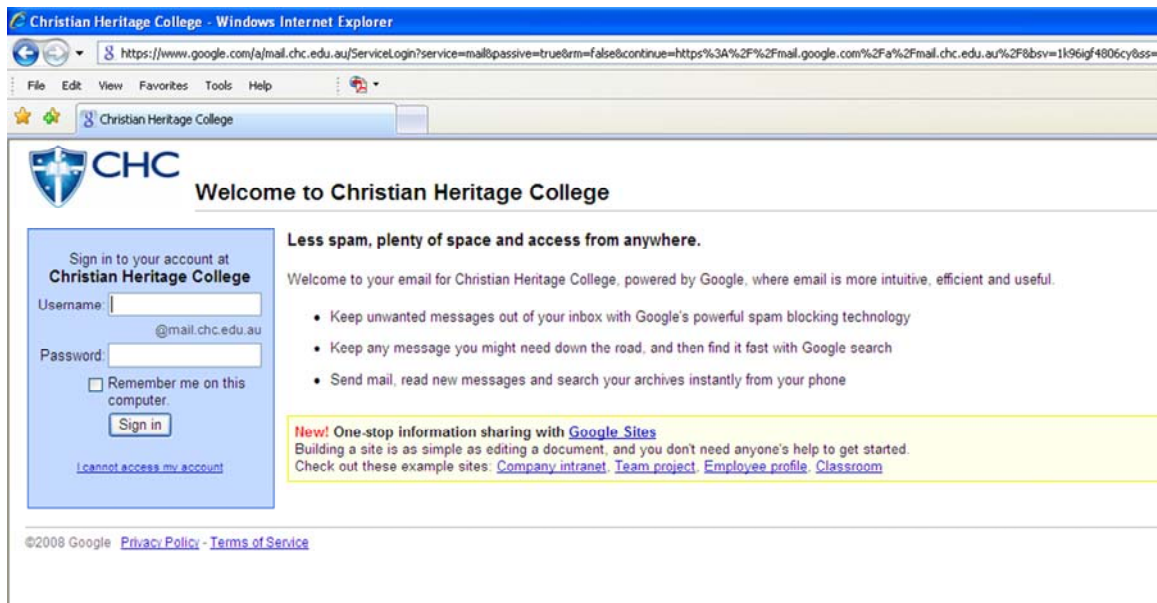 Christian Heritage College - Windows Internet Explorer
https://www.google.com/a/mail.chc.edu.au/ServiceLogin?service=mail&passive=true&rm=false&continue=https%3A%2F%2Fmail.google.com%2Fa%2Fmail.chc.edu.au%2F&bsv=1k96igf4806cy&ss=
File Edit View Favorites Tools Help
Christian Heritage College
CHC
Welcome to Christian Heritage College
Sign in to your account at
Christian Heritage College
Username:
@mail.chc.edu.au
Password:
Remember me on this
computer.
Sign in
I cannot access my account
Less spam, plenty of space and access from anywhere.
Welcome to your email for Christian Heritage College, powered by Google, where email is more intuitive, efficient and useful.
• Keep unwanted messages out of your inbox with Google's powerful spam blocking technology
• Keep any message you might need down the road, and then find it fast with Google search
• Send mail, read new messages and search your archives instantly from your phone
New! One-stop information sharing with Google Sites
Building a site is as simple as editing a document, and you don't need anyone's help to get started.
Check out these example sites: Company intranet, Team project, Employee profile, Classroom
©2008 Google Privacy Policy - Terms of Service